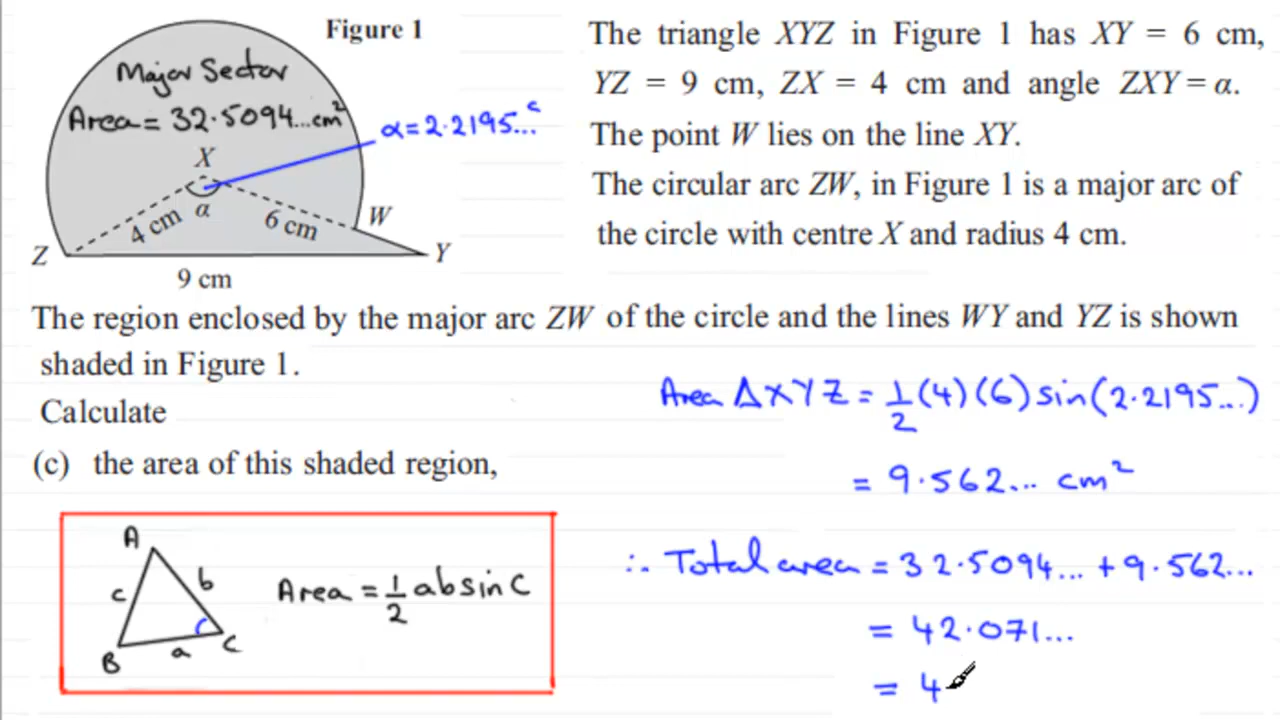 Figure 1
Major Sector
Area = 32.5094...cm²
α = 2.2195...ᶜ
X
α
4 cm
6 cm
W
Z
Y
9 cm
The triangle XYZ in Figure 1 has XY = 6 cm,
YZ = 9 cm, ZX = 4 cm and angle ZXY = α.
The point W lies on the line XY.
The circular arc ZW, in Figure 1 is a major arc of
the circle with centre X and radius 4 cm.
The region enclosed by the major arc ZW of the circle and the lines WY and YZ is shown
shaded in Figure 1.
Calculate
(c) the area of this shaded region,
A
c
b
B
a
C
Area = 1/2 ab sin C
Area ΔXYZ = 1/2 (4)(6) sin(2.2195...)
= 9.562... cm²
∴ Total area = 32.5094... + 9.562...
= 42.071...
= 4